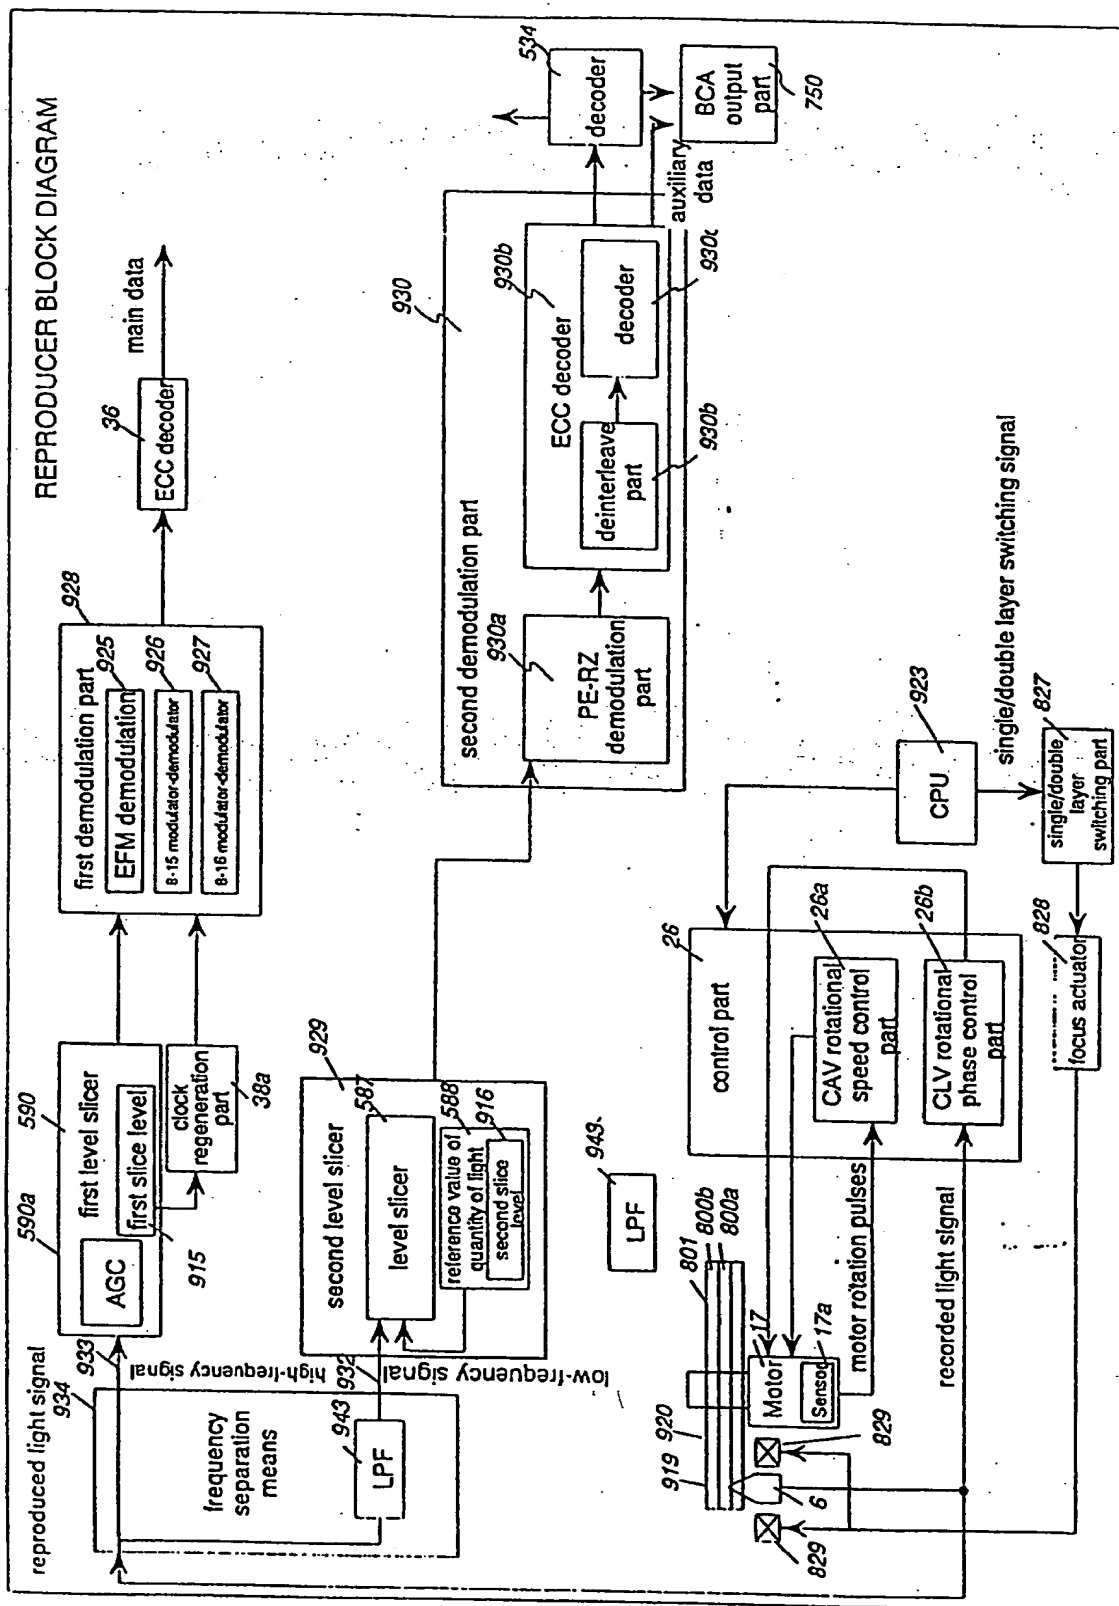 REPRODUCER BLOCK DIAGRAM
reproduced light signal
934
frequency
separation
means
943
LPF
933
high-frequency signal
932
low-frequency signal
590a
590
first level slicer
AGC
first slice level
915
clock
regeneration
part
38a
929
second level slicer
587
level slicer
588
reference value of
quantity of light
916
second slice
level
928
first demodulation part
925
EFM demodulation
926
8-15 modulator-demodulator
927
8-16 modulator-demodulator
36
ECC decoder
main data
930
second demodulation part
930a
PE-RZ
demodulation
part
930b
ECC decoder
deinterleave
part
930b
decoder
930c
auxiliary
data
534
decoder
BCA
output
part
750
943
LPF
919
920
801
800b
800a
829
6
829
Motor
17
Sensor
17a
motor rotation pulses
recorded light signal
26
control part
26a
CAV rotational
speed control
part
26b
CLV rotational
phase control
part
CPU
923
single/double layer switching signal
827
single/double
layer
switching part
828
focus actuator